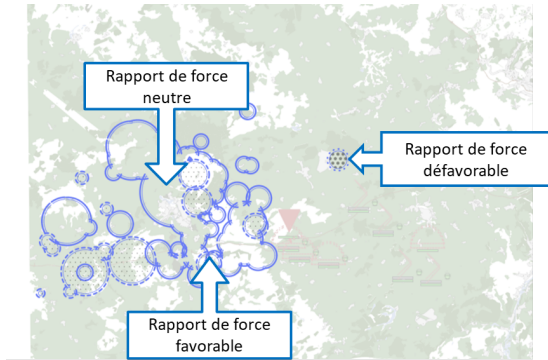 Rapport de force
neutre
Rapport de force
défavorable
Rapport de force
favorable